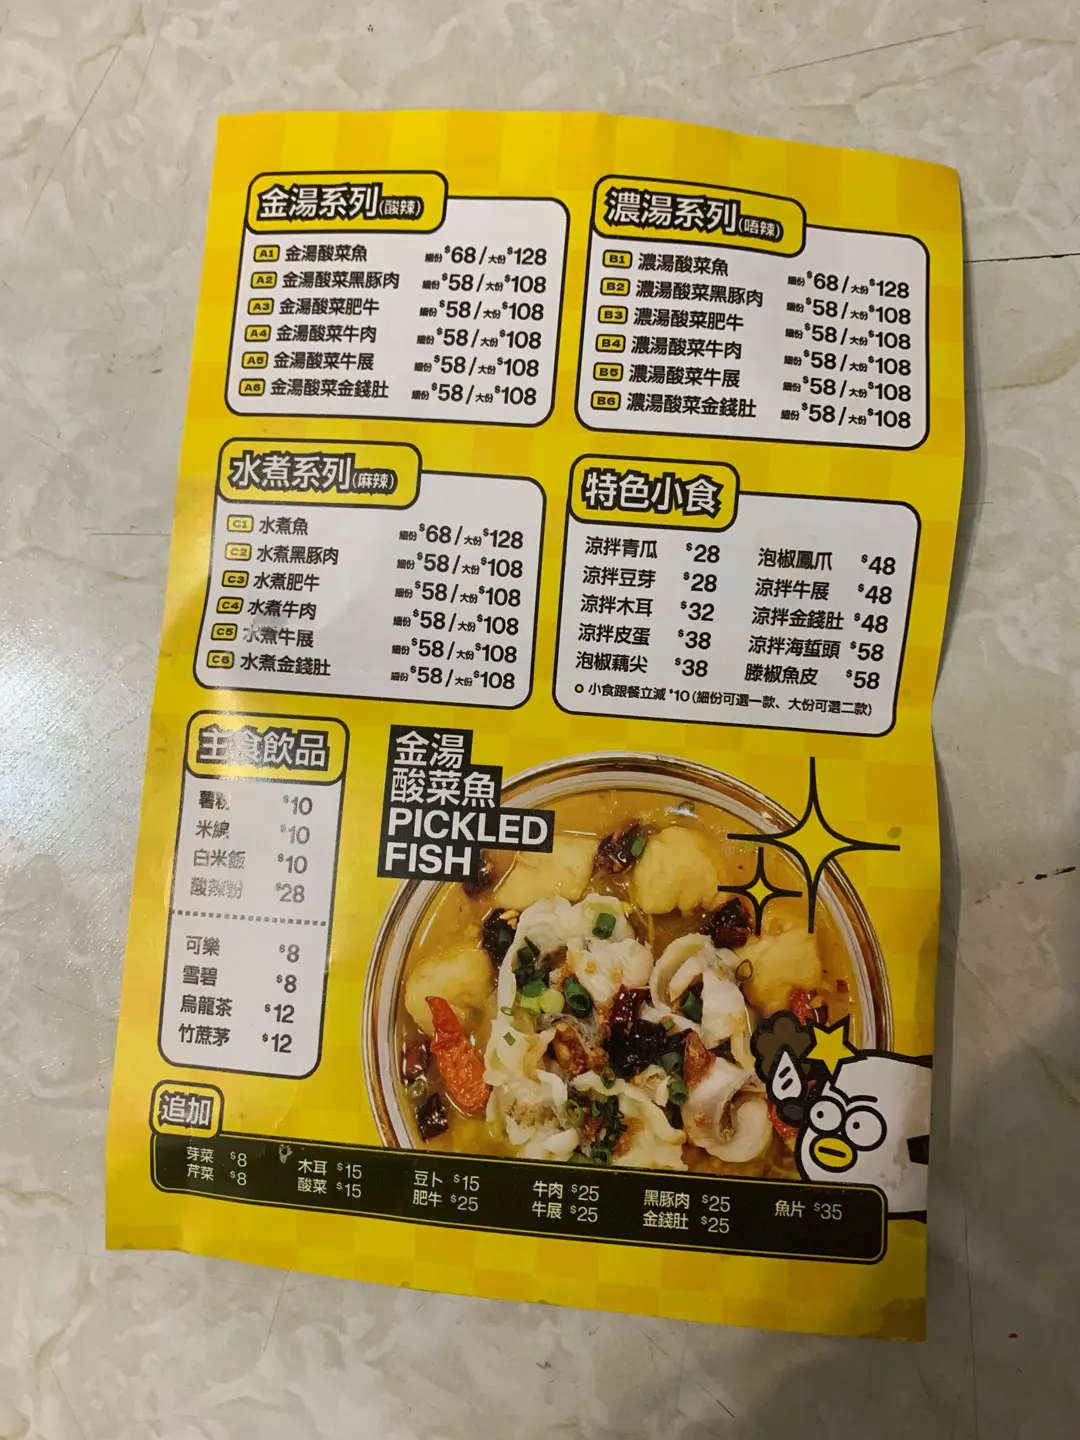 金湯系列(酸辣)
A1 金湯酸菜魚 細份$68/大份$128
A2 金湯酸菜黑豚肉 細份$58/大份$108
A3 金湯酸菜肥牛 細份$58/大份$108
A4 金湯酸菜牛肉 細份$58/大份$108
A5 金湯酸菜牛展 細份$58/大份$108
A6 金湯酸菜金錢肚 細份$58/大份$108
濃湯系列(唔辣)
B1 濃湯酸菜魚 細份$68/大份$128
B2 濃湯酸菜黑豚肉 細份$58/大份$108
B3 濃湯酸菜肥牛 細份$58/大份$108
B4 濃湯酸菜牛肉 細份$58/大份$108
B5 濃湯酸菜牛展 細份$58/大份$108
B6 濃湯酸菜金錢肚 細份$58/大份$108
水煮系列(麻辣)
C1 水煮魚 細份$68/大份$128
C2 水煮黑豚肉 細份$58/大份$108
C3 水煮肥牛 細份$58/大份$108
C4 水煮牛肉 細份$58/大份$108
C5 水煮牛展 細份$58/大份$108
C6 水煮金錢肚 細份$58/大份$108
特色小食
涼拌青瓜 $28 泡椒鳳爪 $48
涼拌豆芽 $28 涼拌牛展 $48
涼拌木耳 $32 涼拌金錢肚 $48
涼拌皮蛋 $38 涼拌海蜇頭 $58
泡椒藕尖 $38 滕椒魚皮 $58
小食跟餐立減$10(細份可選一款、大份可選二款)
主食飲品
薯粉 $10
米線 $10
白米飯 $10
酸辣粉 $28
可樂 $8
雪碧 $8
烏龍茶 $12
竹蔗茅 $12
金湯
酸菜魚
PICKLED
FISH
追加
芽菜 $8 木耳 $15 豆卜 $15 牛肉 $25 黑豚肉 $25 魚片 $35
芹菜 $8 酸菜 $15 肥牛 $25 牛展 $25 金錢肚 $25